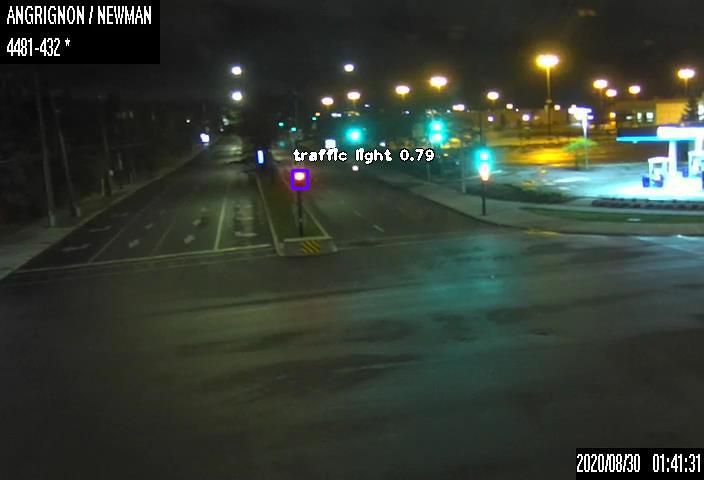 ANGRIGNON / NEWMAN
4481-432 *
traffic light 0.79
2020/08/30 01:41:31